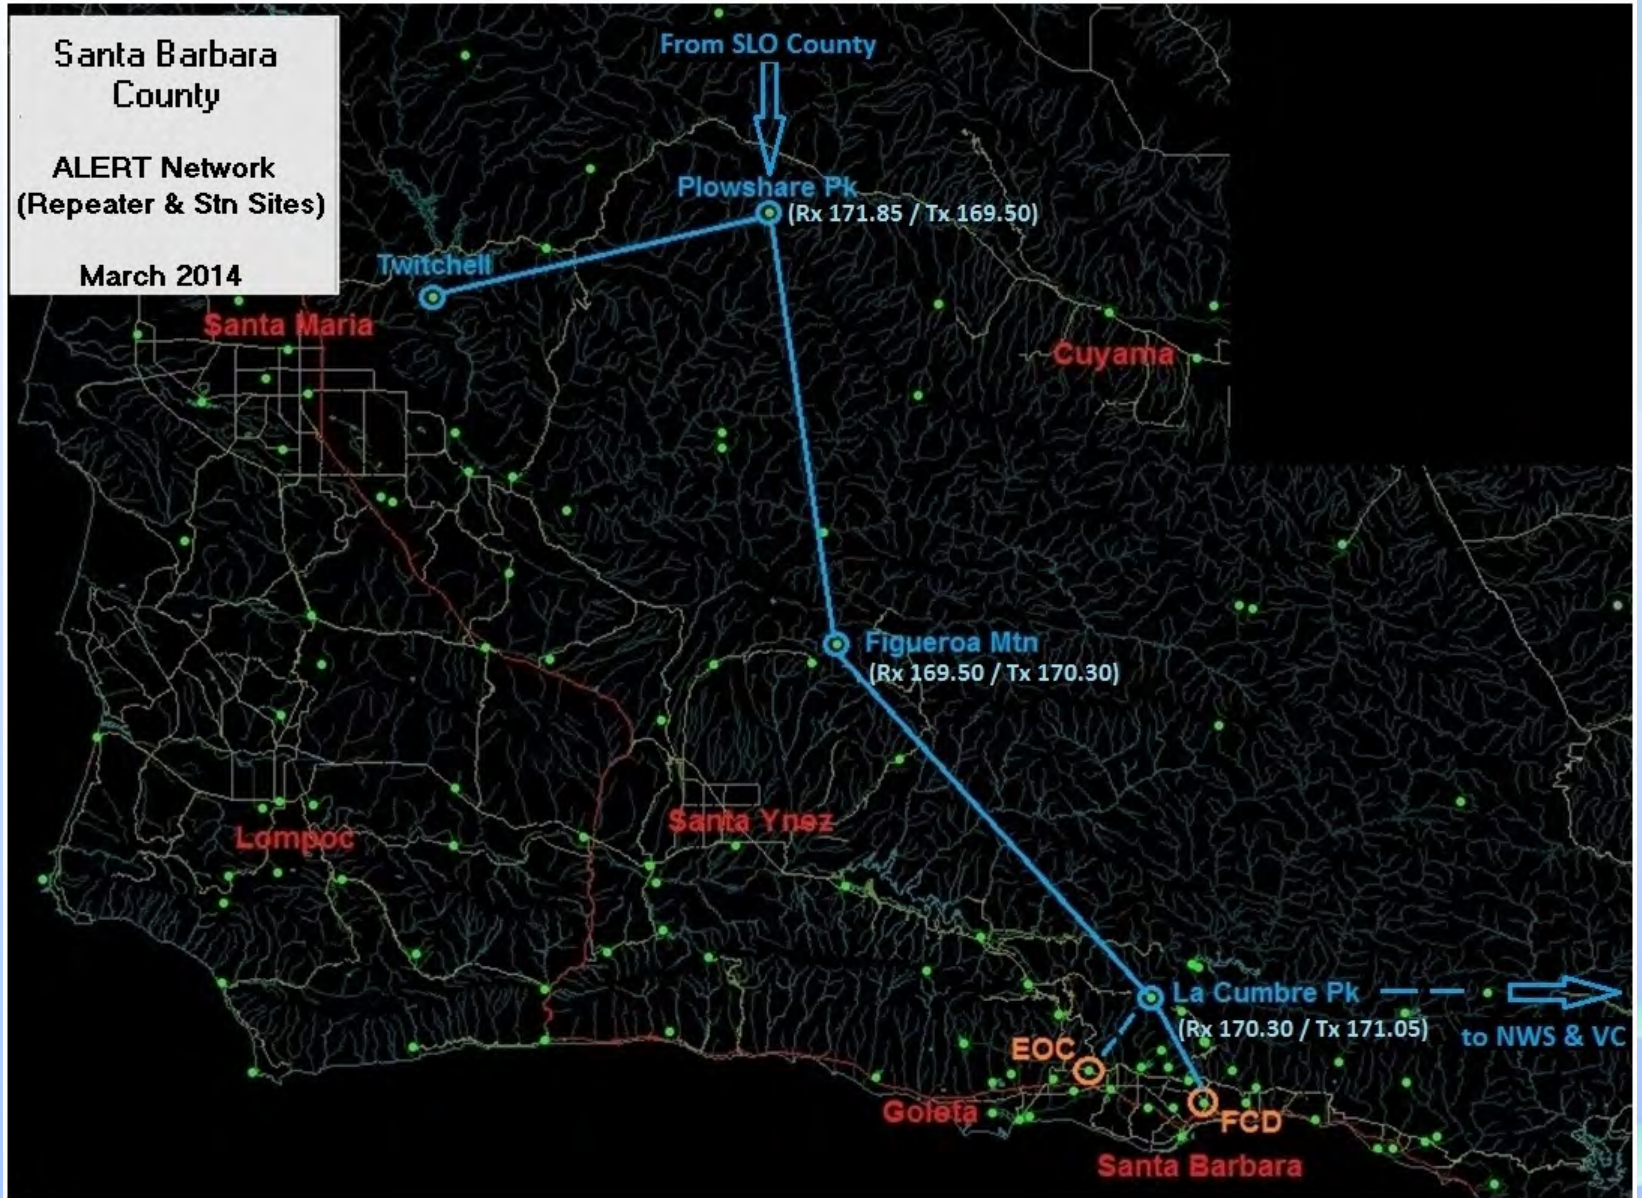 Santa Barbara
County
ALERT Network
(Repeater & Stn Sites)
March 2014
From SLO County
Plowshare Pk
(Rx 171.85 / Tx 169.50)
Twitchell
Santa Maria
Cuyama
Figueroa Mtn
(Rx 169.50 / Tx 170.30)
Santa Ynez
Lompoc
La Cumbre Pk
(Rx 170.30 / Tx 171.05)
to NWS & VC
EOC
Goleta
FCD
Santa Barbara